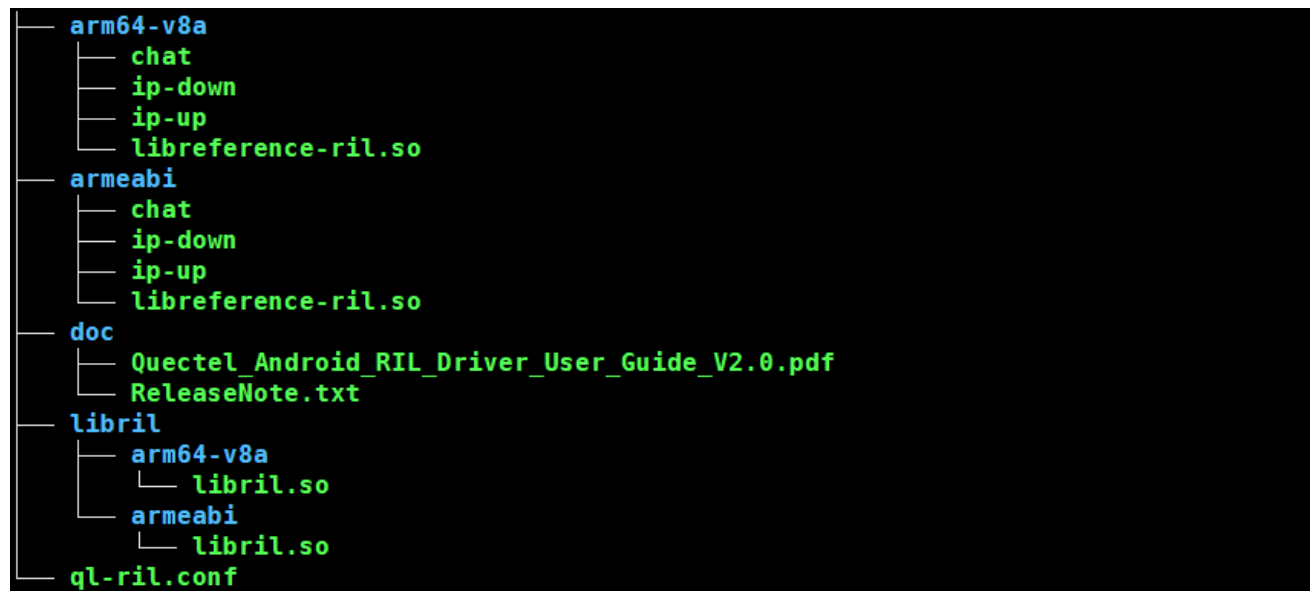 arm64-v8a
chat
ip-down
ip-up
libreference-ril.so
armeabi
chat
ip-down
ip-up
libreference-ril.so
doc
Quectel_Android_RIL_Driver_User_Guide_V2.0.pdf
ReleaseNote.txt
libril
arm64-v8a
libril.so
armeabi
libril.so
ql-ril.conf